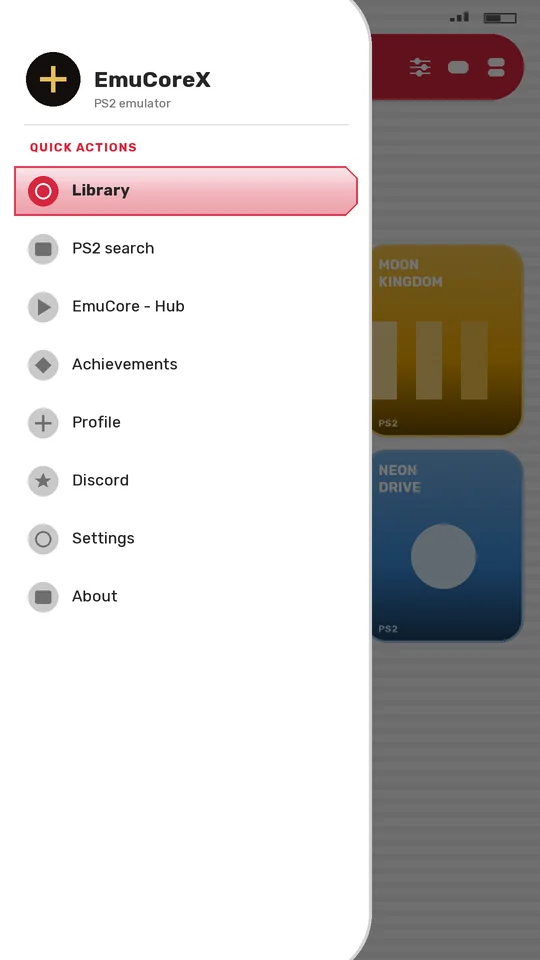 EmuCoreX
PS2 emulator
QUICK ACTIONS
Library
PS2 search
EmuCore - Hub
Achievements
Profile
Discord
Settings
About
MOON
KINGDOM
PS2
NEON
DRIVE
PS2